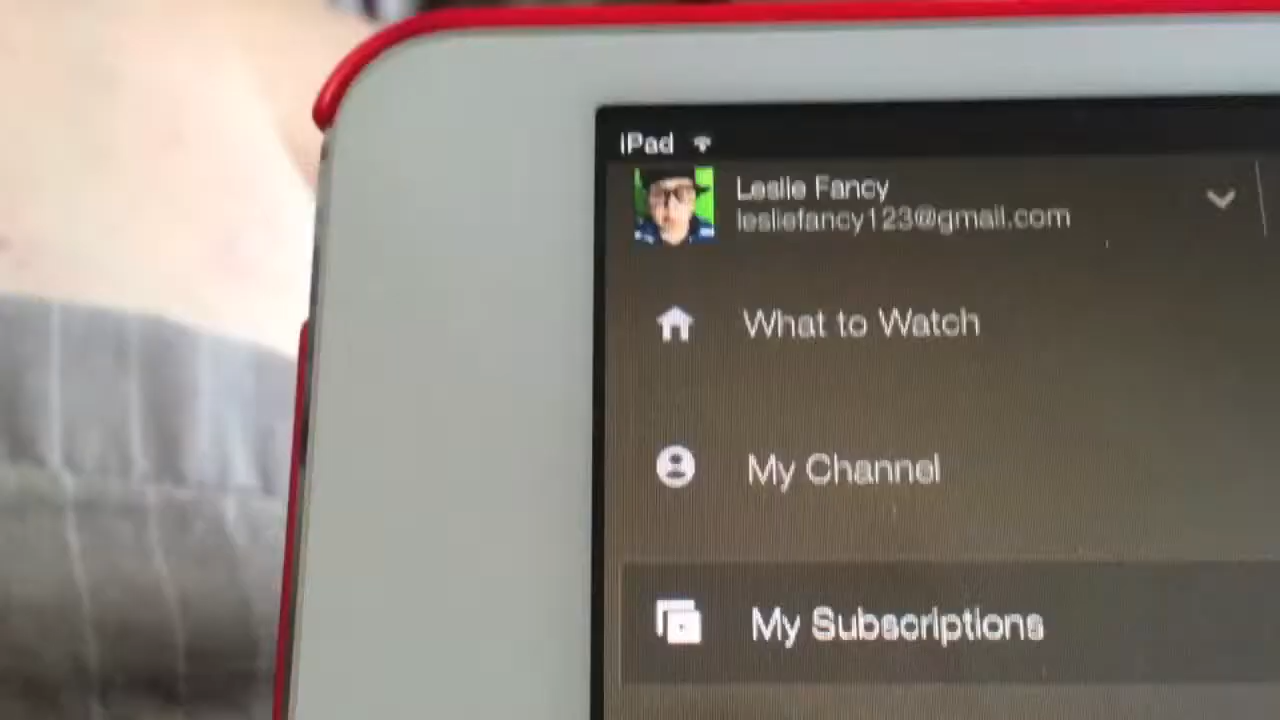 iPad
Leslie Fancy
lesliefancy123@gmail.com
What to Watch
My Channel
My Subscriptions